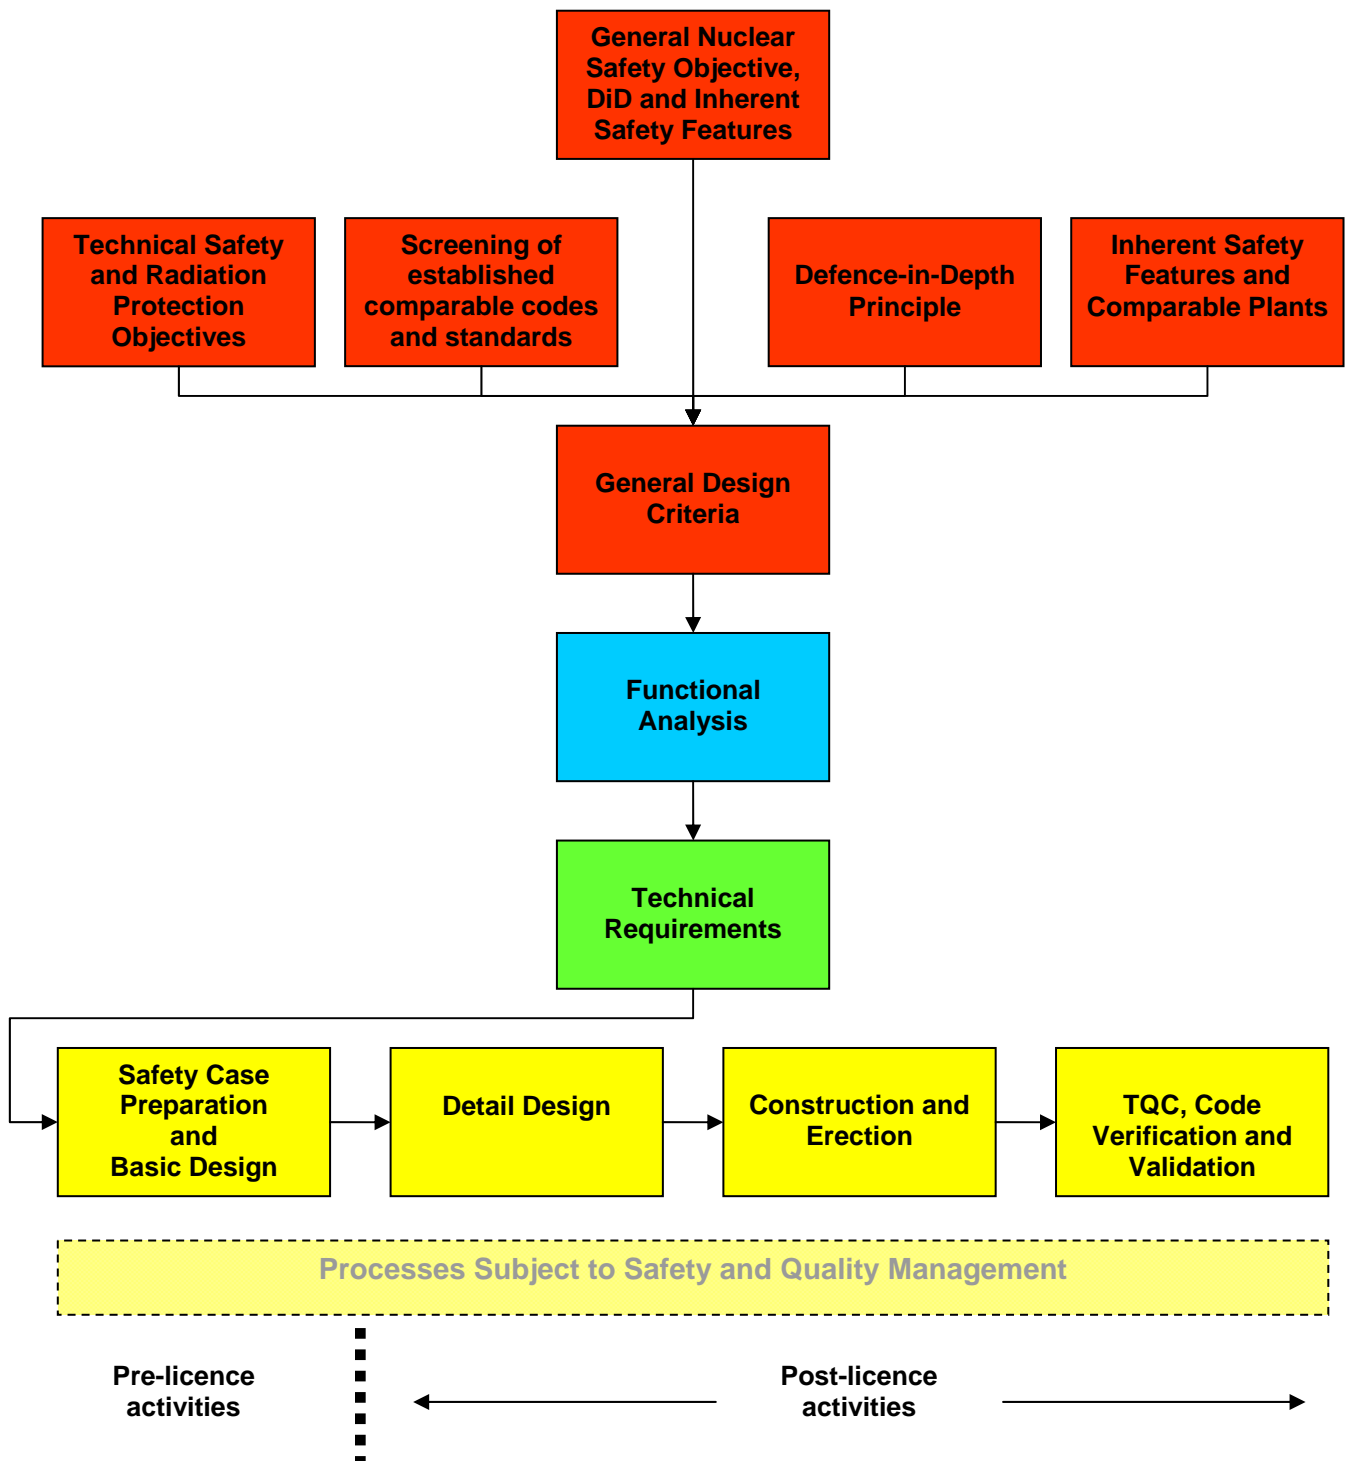 General Nuclear
Safety Objective,
DiD and Inherent
Safety Features
Technical Safety
and Radiation
Protection
Objectives
Screening of
established
comparable codes
and standards
Defence-in-Depth
Principle
Inherent Safety
Features and
Comparable Plants
General Design
Criteria
Functional
Analysis
Technical
Requirements
Safety Case
Preparation
and
Basic Design
Detail Design
Construction and
Erection
TQC, Code
Verification and
Validation
Processes Subject to Safety and Quality Management
Pre-licence
activities
Post-licence
activities